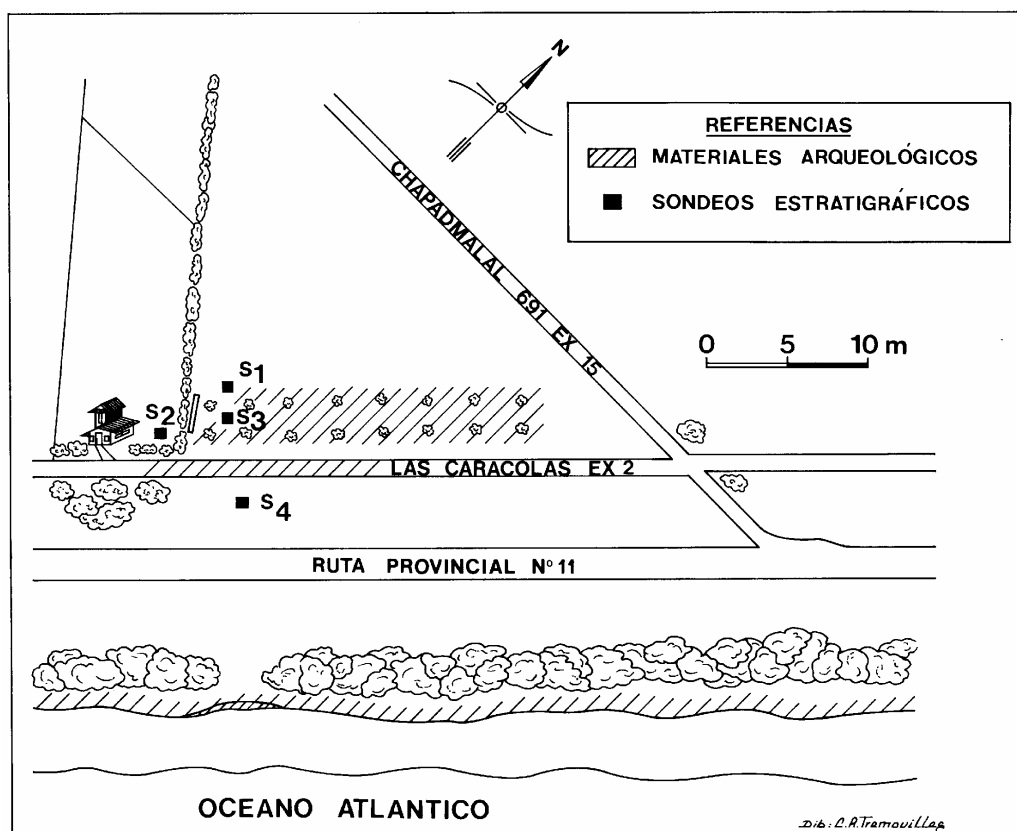 N
REFERENCIAS
MATERIALES ARQUEOLÓGICOS
SONDEOS ESTRATIGRÁFICOS
CHAPADMALAL 691 EX 15
0 5 10 m
S1
S2
S3
LAS CARACOLAS EX 2
S4
RUTA PROVINCIAL Nº 11
OCEANO ATLANTICO
Dib: C.A.Tremouilles